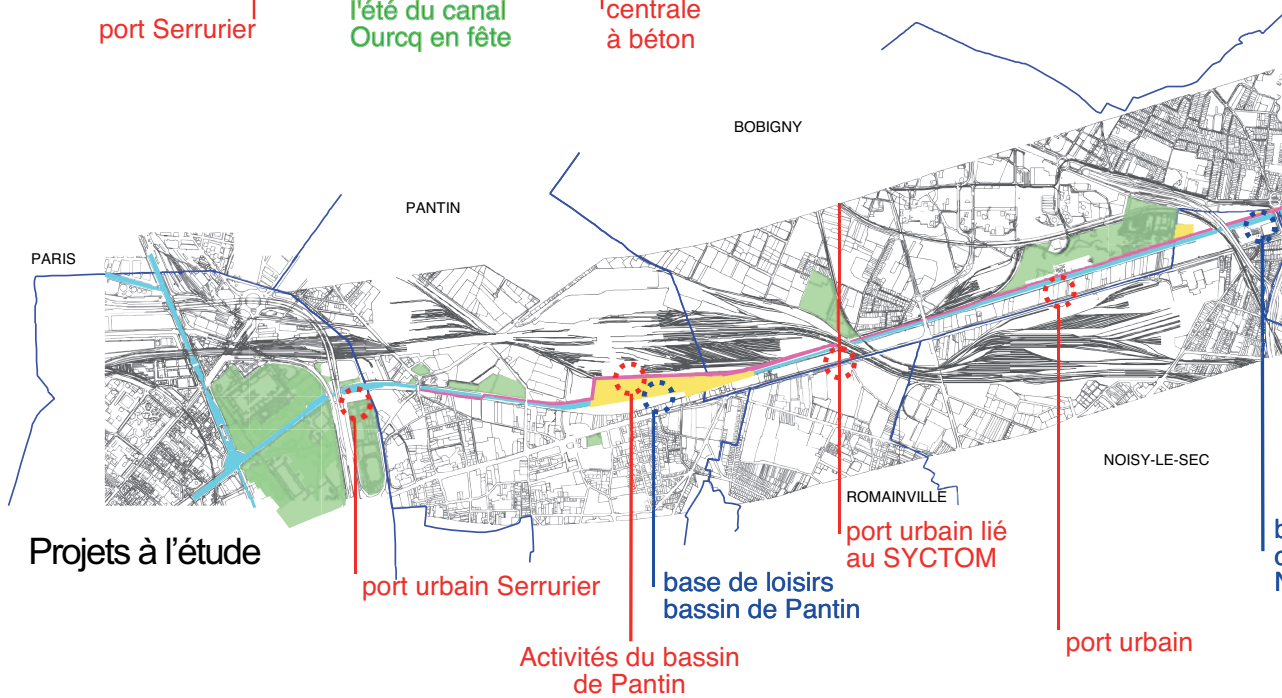 port Serrurier
l'été du canal
Ourcq en fête
centrale
à béton
BOBIGNY
PANTIN
PARIS
NOISY-LE-SEC
ROMAINVILLE
Projets à l'étude
port urbain Serrurier
Activités du bassin
de Pantin
base de loisirs
bassin de Pantin
port urbain lié
au SYCTOM
port urbain